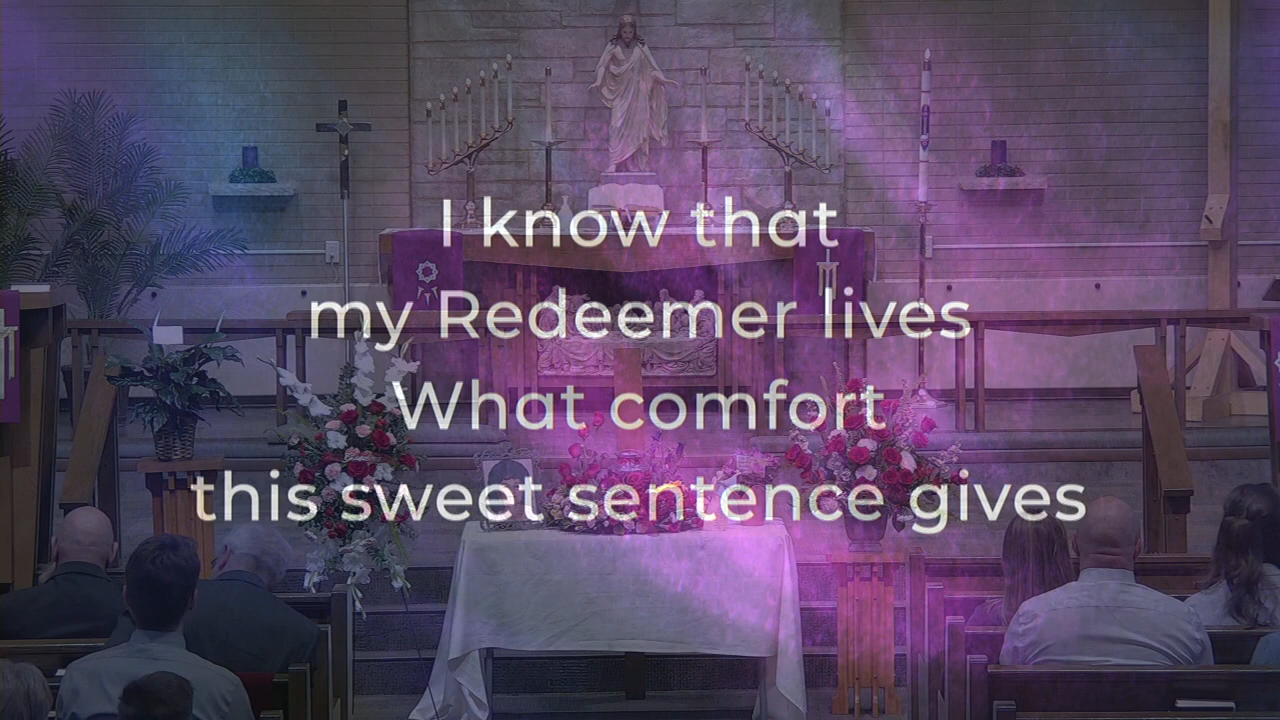 I know that
my Redeemer lives
What comfort
this sweet sentence gives